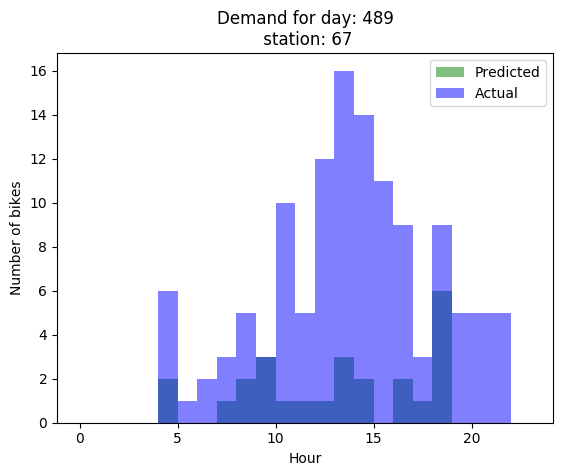 Demand for day: 489
station: 67
Predicted
Actual
Number of bikes
16
14
12
10
8
6
4
2
0
0 5 10 15 20
Hour